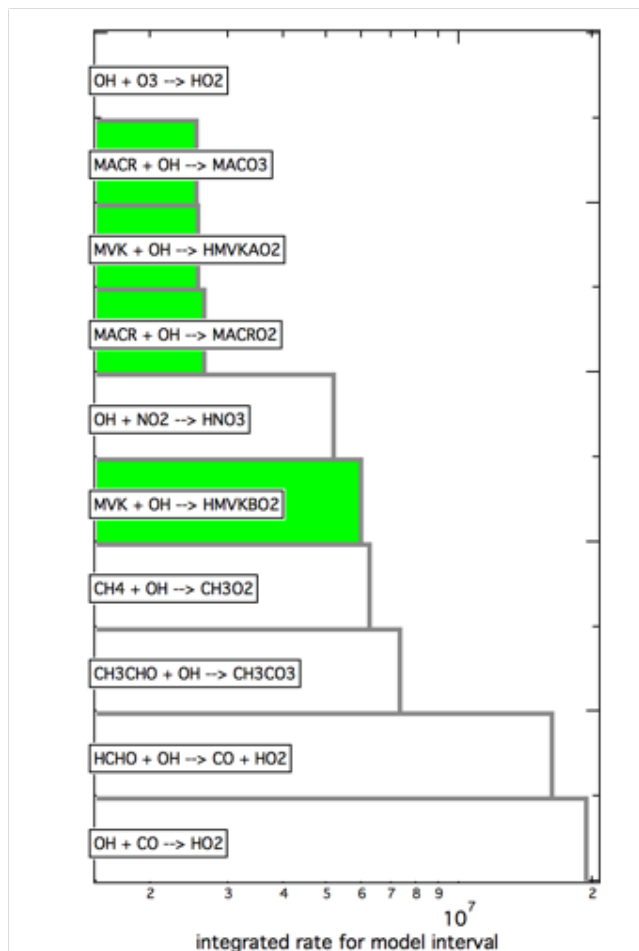 OH + O3 --> HO2
MACR + OH --> MACO3
MVK + OH --> HMVKAO2
MACR + OH --> MACRO2
OH + NO2 --> HNO3
MVK + OH --> HMVKBO2
CH4 + OH --> CH3O2
CH3CHO + OH --> CH3CO3
HCHO + OH --> CO + HO2
OH + CO --> HO2
2 3 4 5 6 7 8 9 2
10⁷
integrated rate for model interval